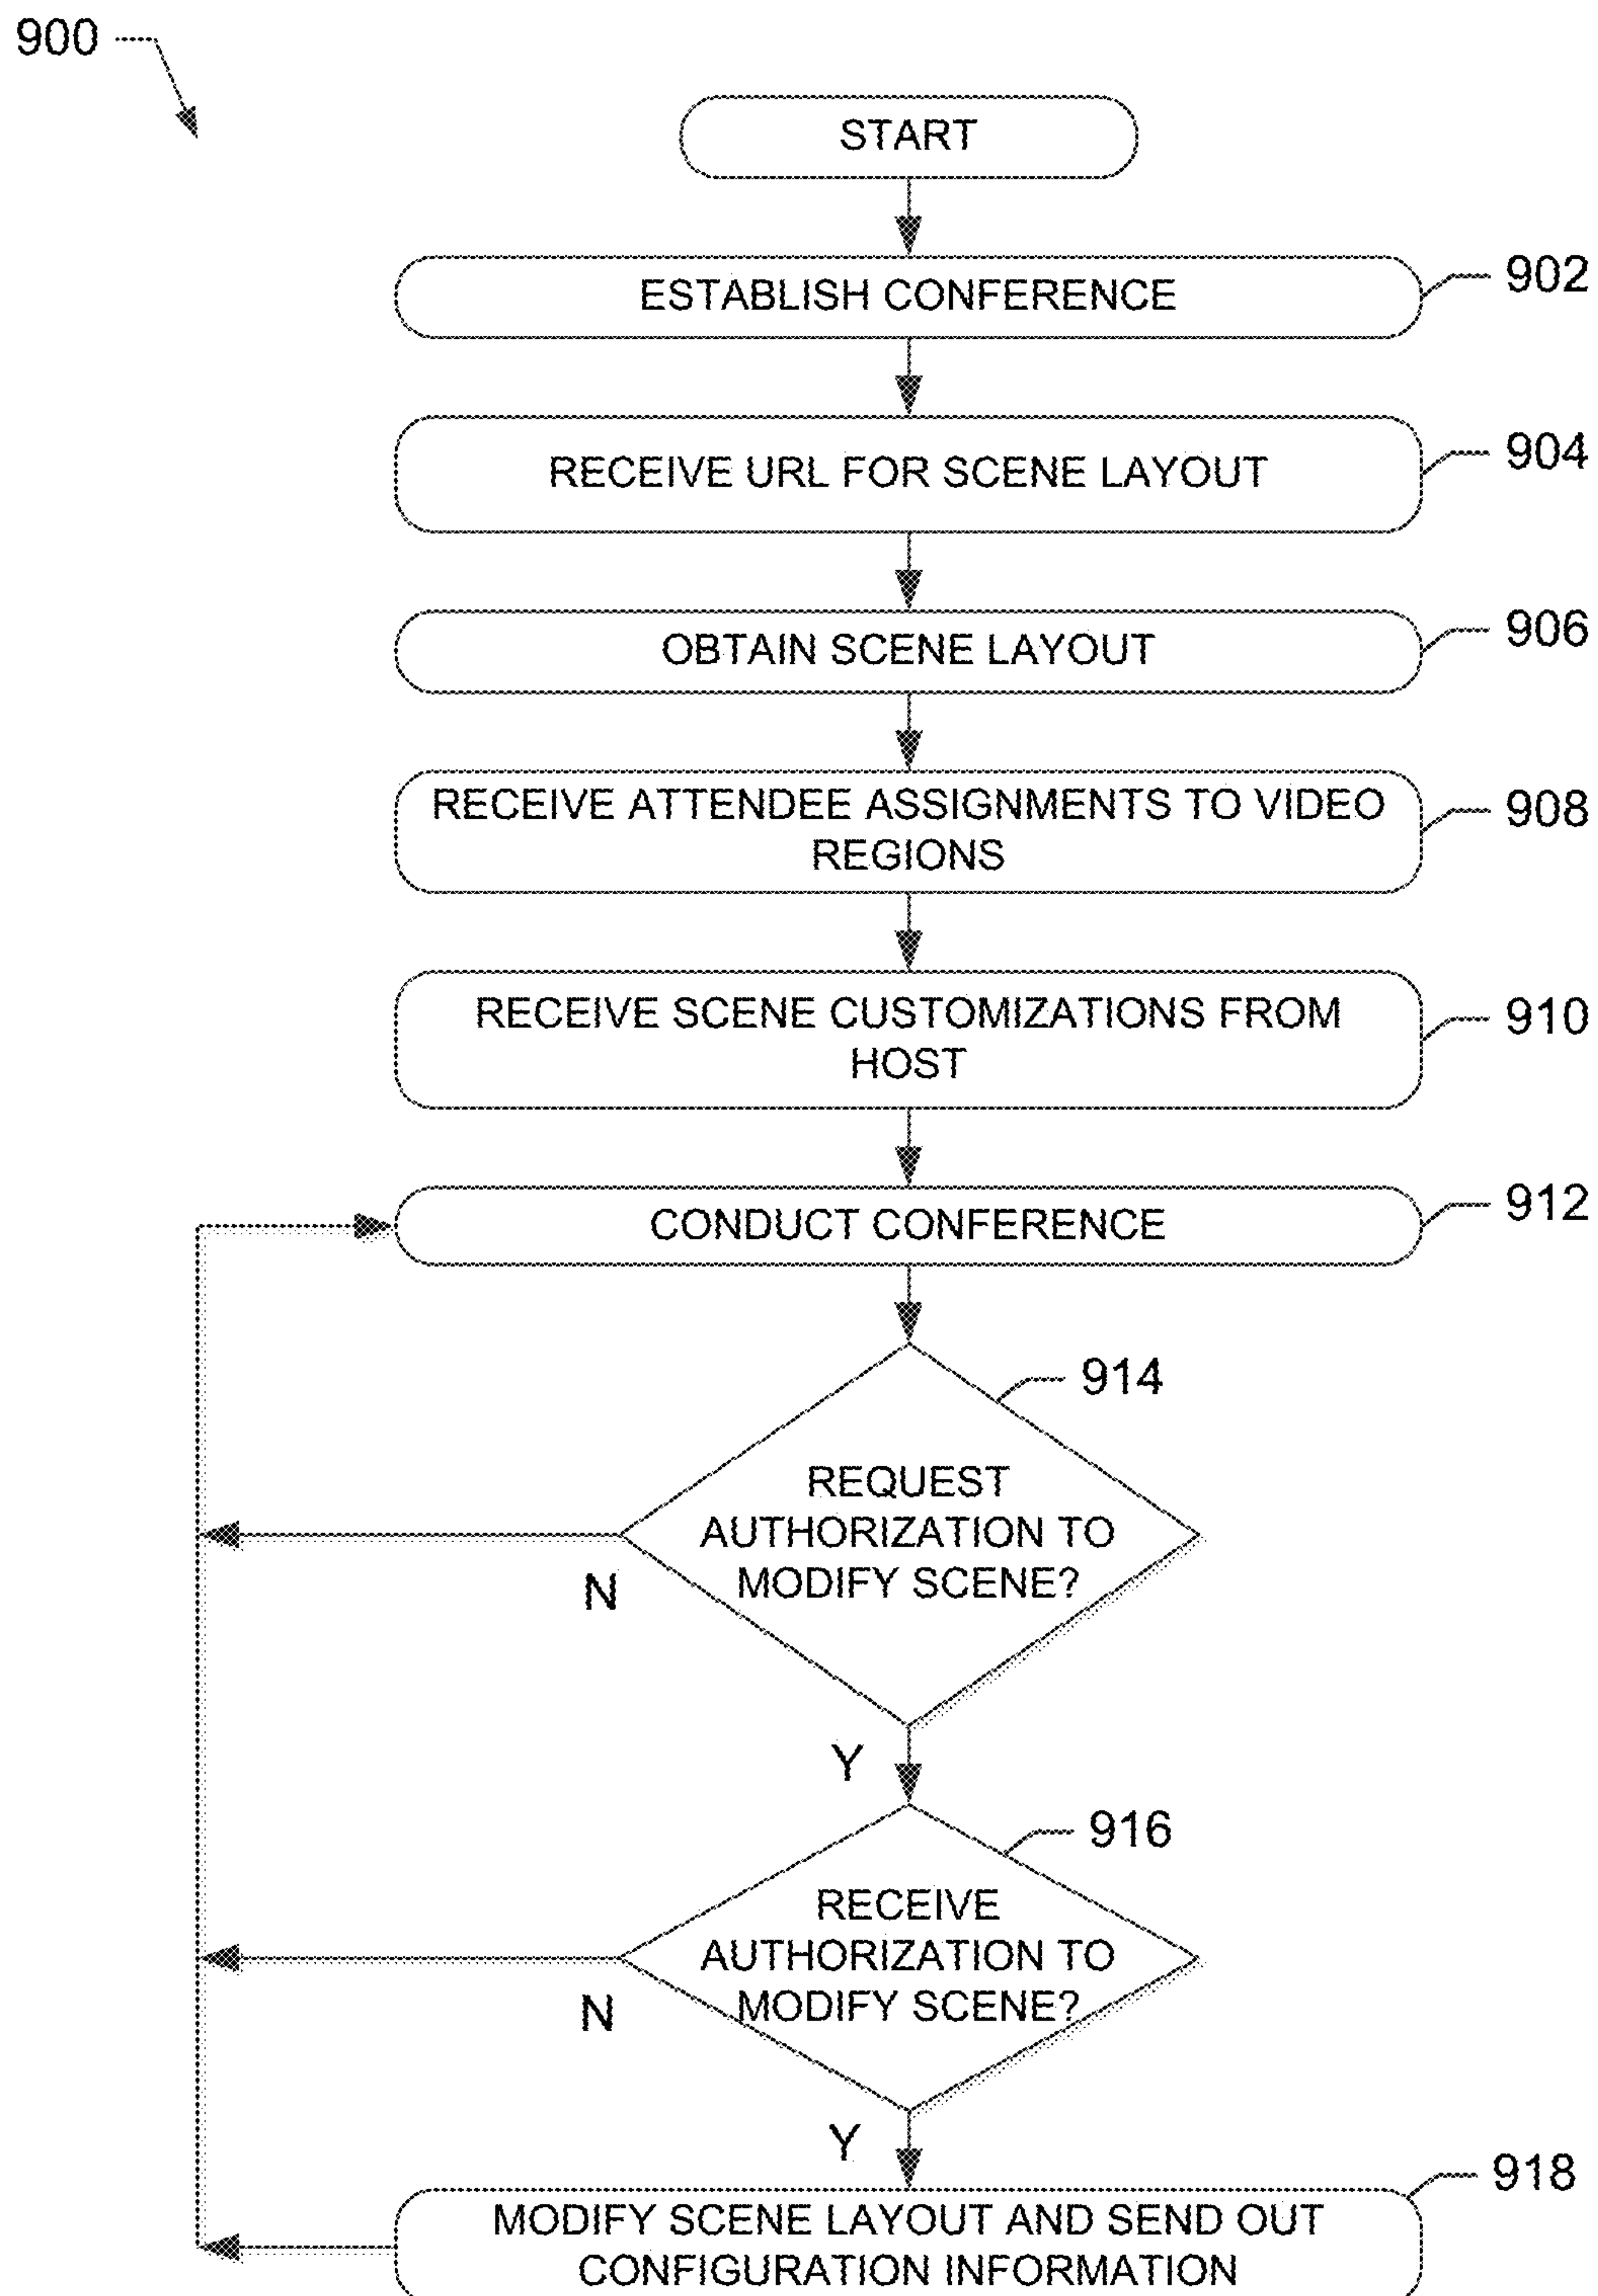 900
START
ESTABLISH CONFERENCE
902
RECEIVE URL FOR SCENE LAYOUT
904
OBTAIN SCENE LAYOUT
906
RECEIVE ATTENDEE ASSIGNMENTS TO VIDEO
REGIONS
908
RECEIVE SCENE CUSTOMIZATIONS FROM
HOST
910
CONDUCT CONFERENCE
912
914
REQUEST
AUTHORIZATION TO
MODIFY SCENE?
N
Y
916
RECEIVE
AUTHORIZATION TO
MODIFY SCENE?
N
Y
918
MODIFY SCENE LAYOUT AND SEND OUT
CONFIGURATION INFORMATION